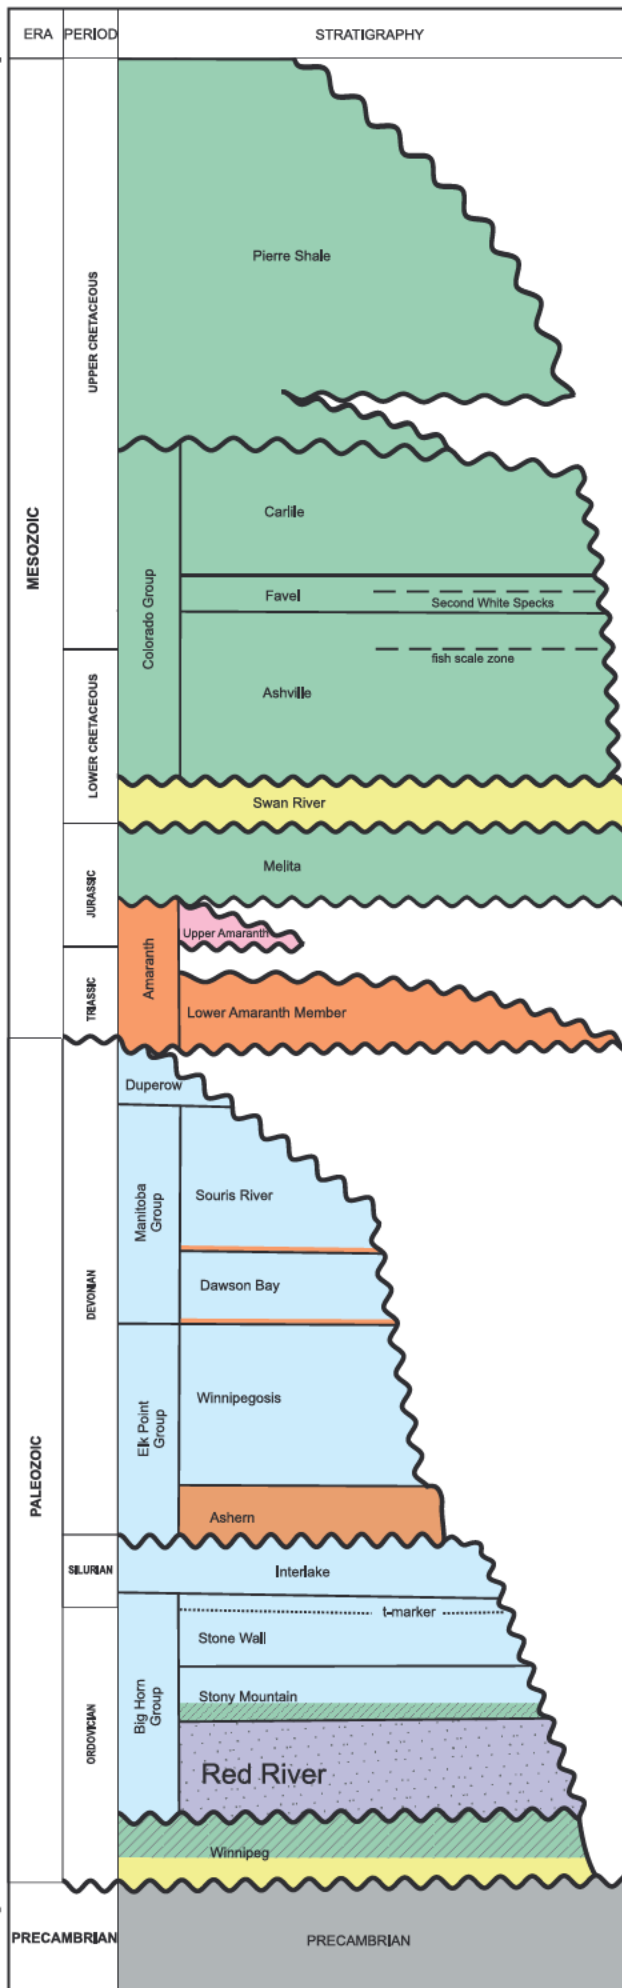 ERA PERIOD STRATIGRAPHY
MESOZOIC
UPPER CRETACEOUS
Pierre Shale
Colorado Group
Carlile
Favel
Second White Specks
fish scale zone
Ashville
LOWER CRETACEOUS
Swan River
JURASSIC
Melita
Amaranth
Upper Amaranth
TRIASSIC
Lower Amaranth Member
PALEOZOIC
DEVONIAN
Duperow
Manitoba
Group
Souris River
Dawson Bay
Elk Point
Group
Winnipegosis
Ashern
SILURIAN
Interlake
ORDOVICIAN
Big Horn
Group
t-marker
Stone Wall
Stony Mountain
Red River
Winnipeg
PRECAMBRIAN
PRECAMBRIAN